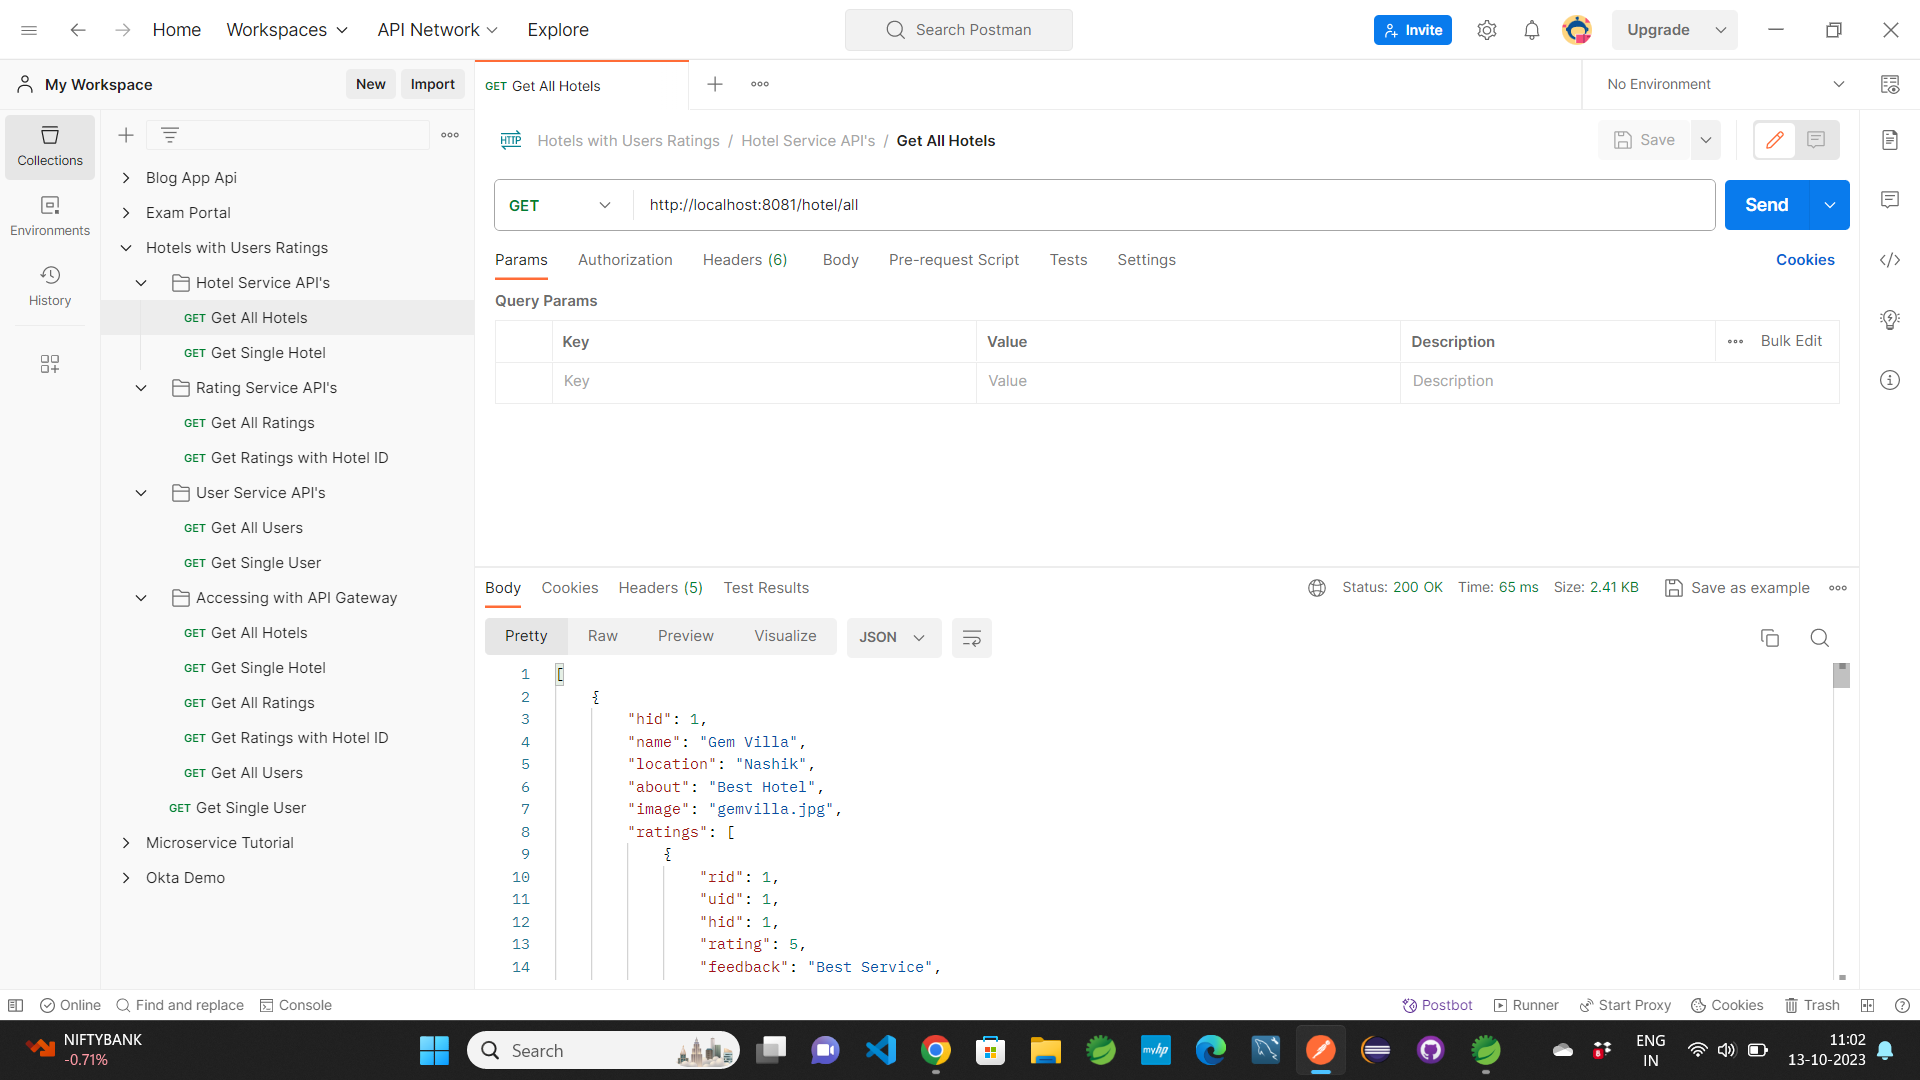 Home Workspaces API Network Explore Search Postman Invite Upgrade
My Workspace New Import GET Get All Hotels No Environment
Collections
Environments
History
Blog App Api
Exam Portal
Hotels with Users Ratings
Hotel Service API's
GET Get All Hotels
GET Get Single Hotel
Rating Service API's
GET Get All Ratings
GET Get Ratings with Hotel ID
User Service API's
GET Get All Users
GET Get Single User
Accessing with API Gateway
GET Get All Hotels
GET Get Single Hotel
GET Get All Ratings
GET Get Ratings with Hotel ID
GET Get All Users
GET Get Single User
Microservice Tutorial
Okta Demo
HTTP Hotels with Users Ratings / Hotel Service API's / Get All Hotels Save
GET http://localhost:8081/hotel/all Send
Params Authorization Headers (6) Body Pre-request Script Tests Settings Cookies
Query Params
Key Value Description Bulk Edit
Key Value Description
Body Cookies Headers (5) Test Results Status: 200 OK Time: 65 ms Size: 2.41 KB Save as example
Pretty Raw Preview Visualize JSON
1 [
2 {
3 "hid": 1,
4 "name": "Gem Villa",
5 "location": "Nashik",
6 "about": "Best Hotel",
7 "image": "gemvilla.jpg",
8 "ratings": [
9 {
10 "rid": 1,
11 "uid": 1,
12 "hid": 1,
13 "rating": 5,
14 "feedback": "Best Service",
Online Find and replace Console Postbot Runner Start Proxy Cookies Trash
NIFTYBANK
-0.71%
Search
myhp
8
ENG
IN
11:02
13-10-2023